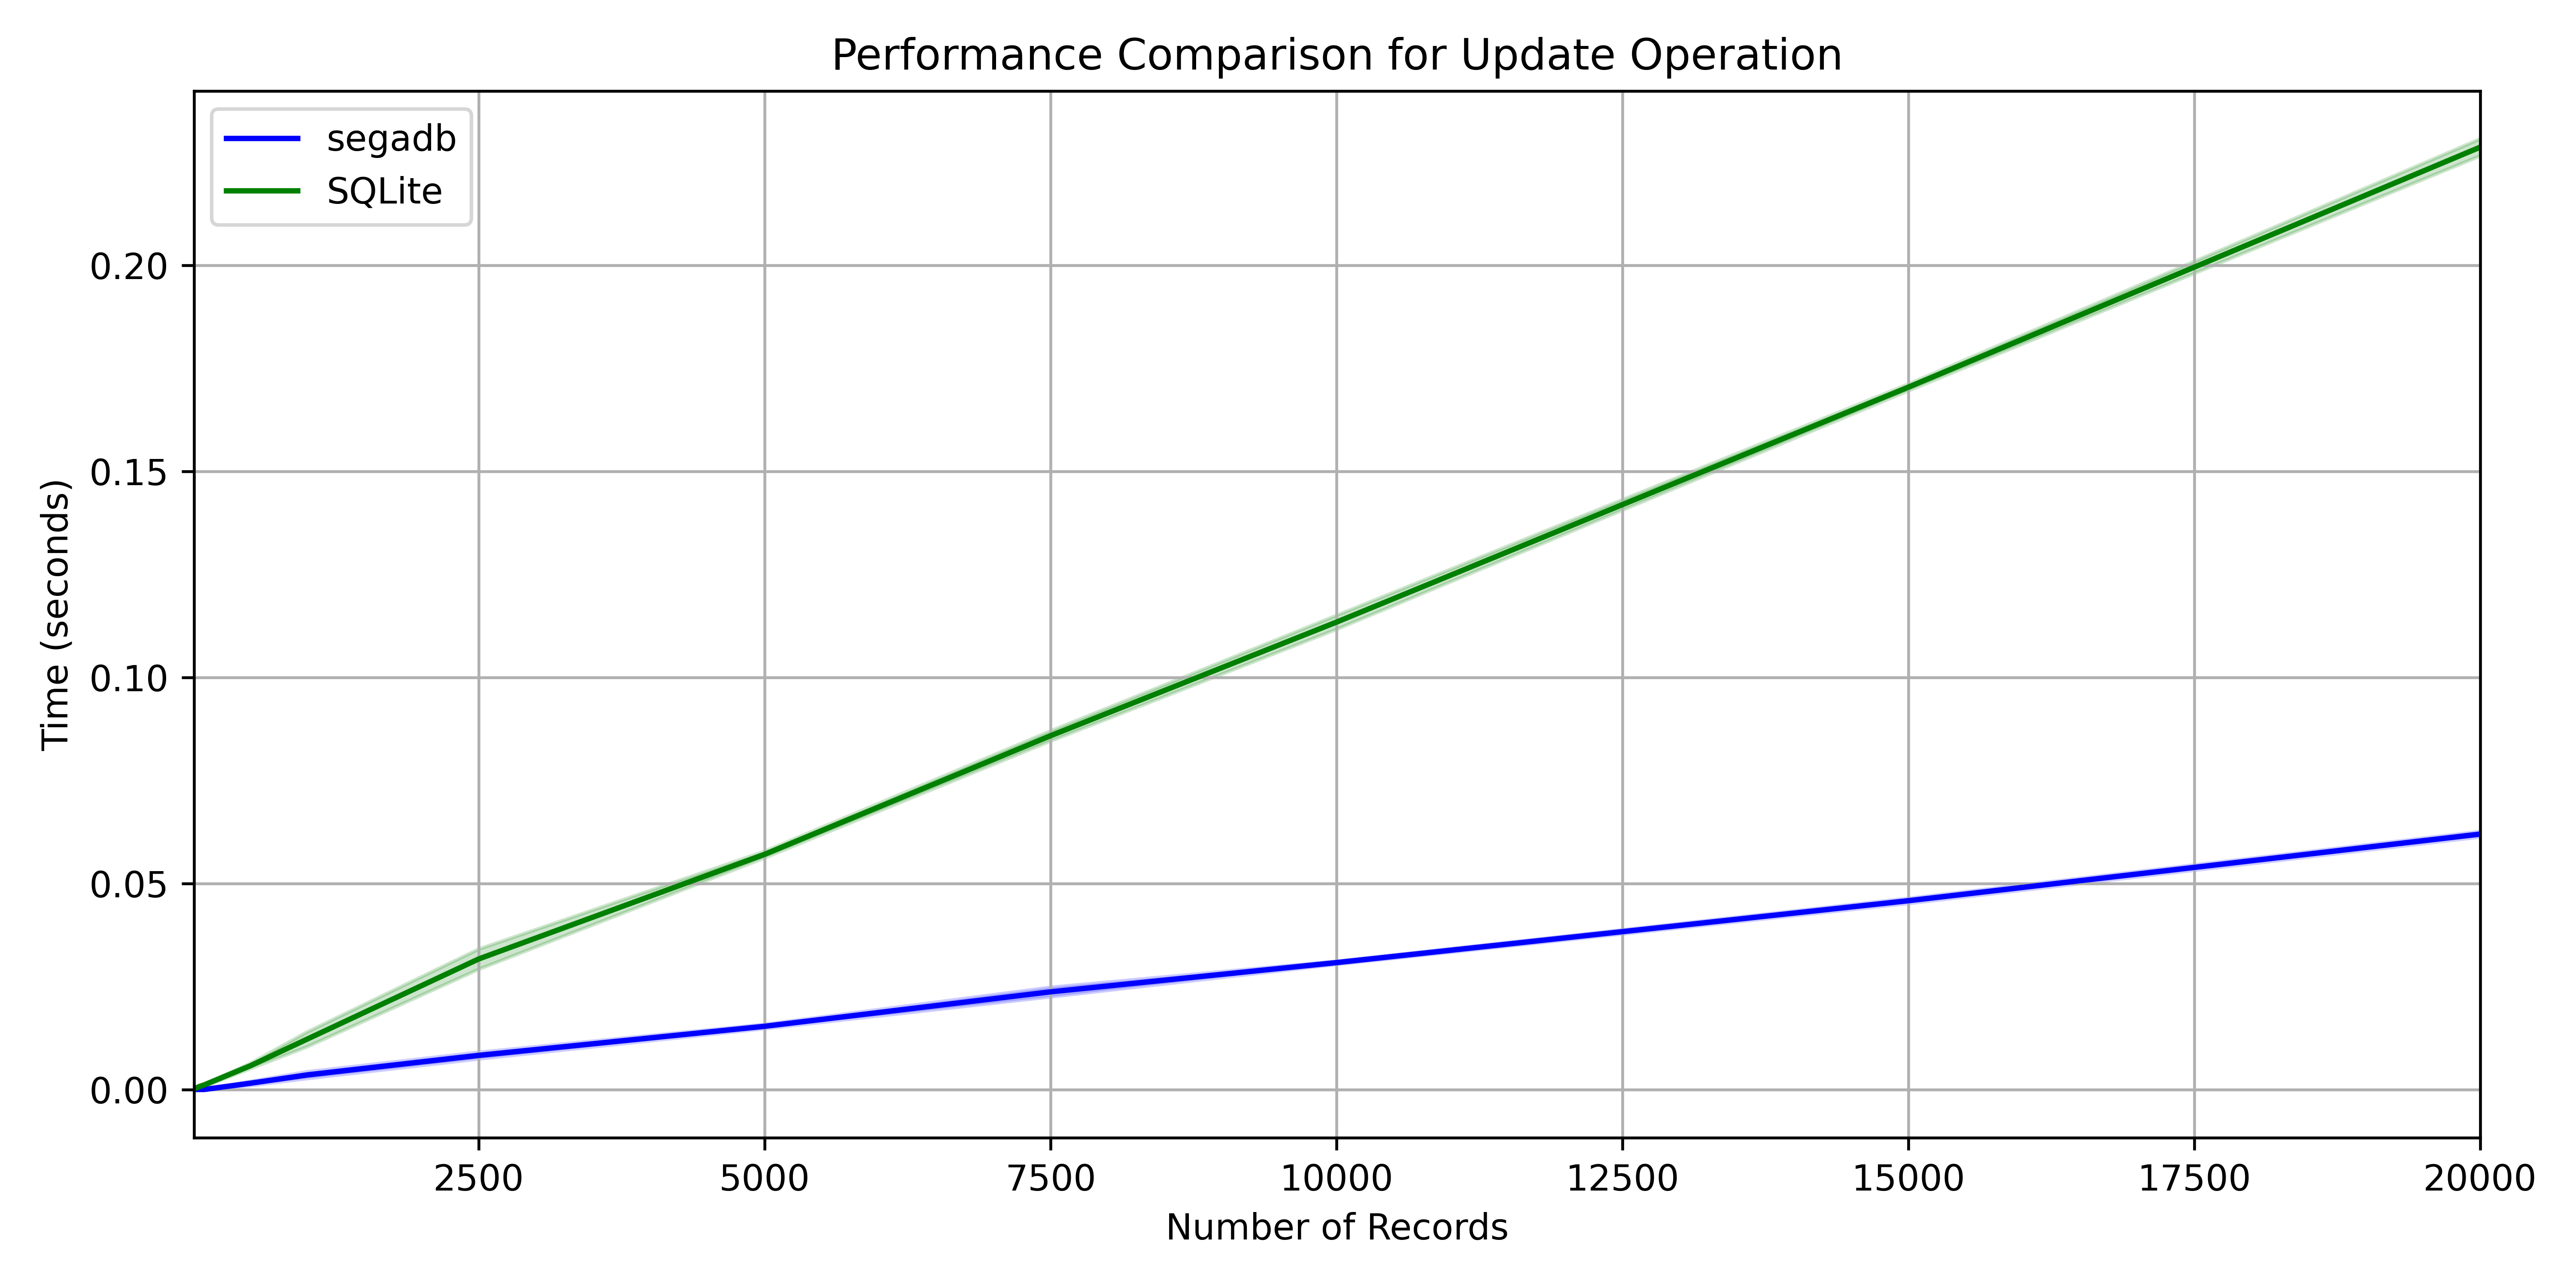 Performance Comparison for Update Operation
segadb
SQLite
0.20
0.15
0.10
0.05
0.00
Time (seconds)
2500 5000 7500 10000 12500 15000 17500 20000
Number of Records